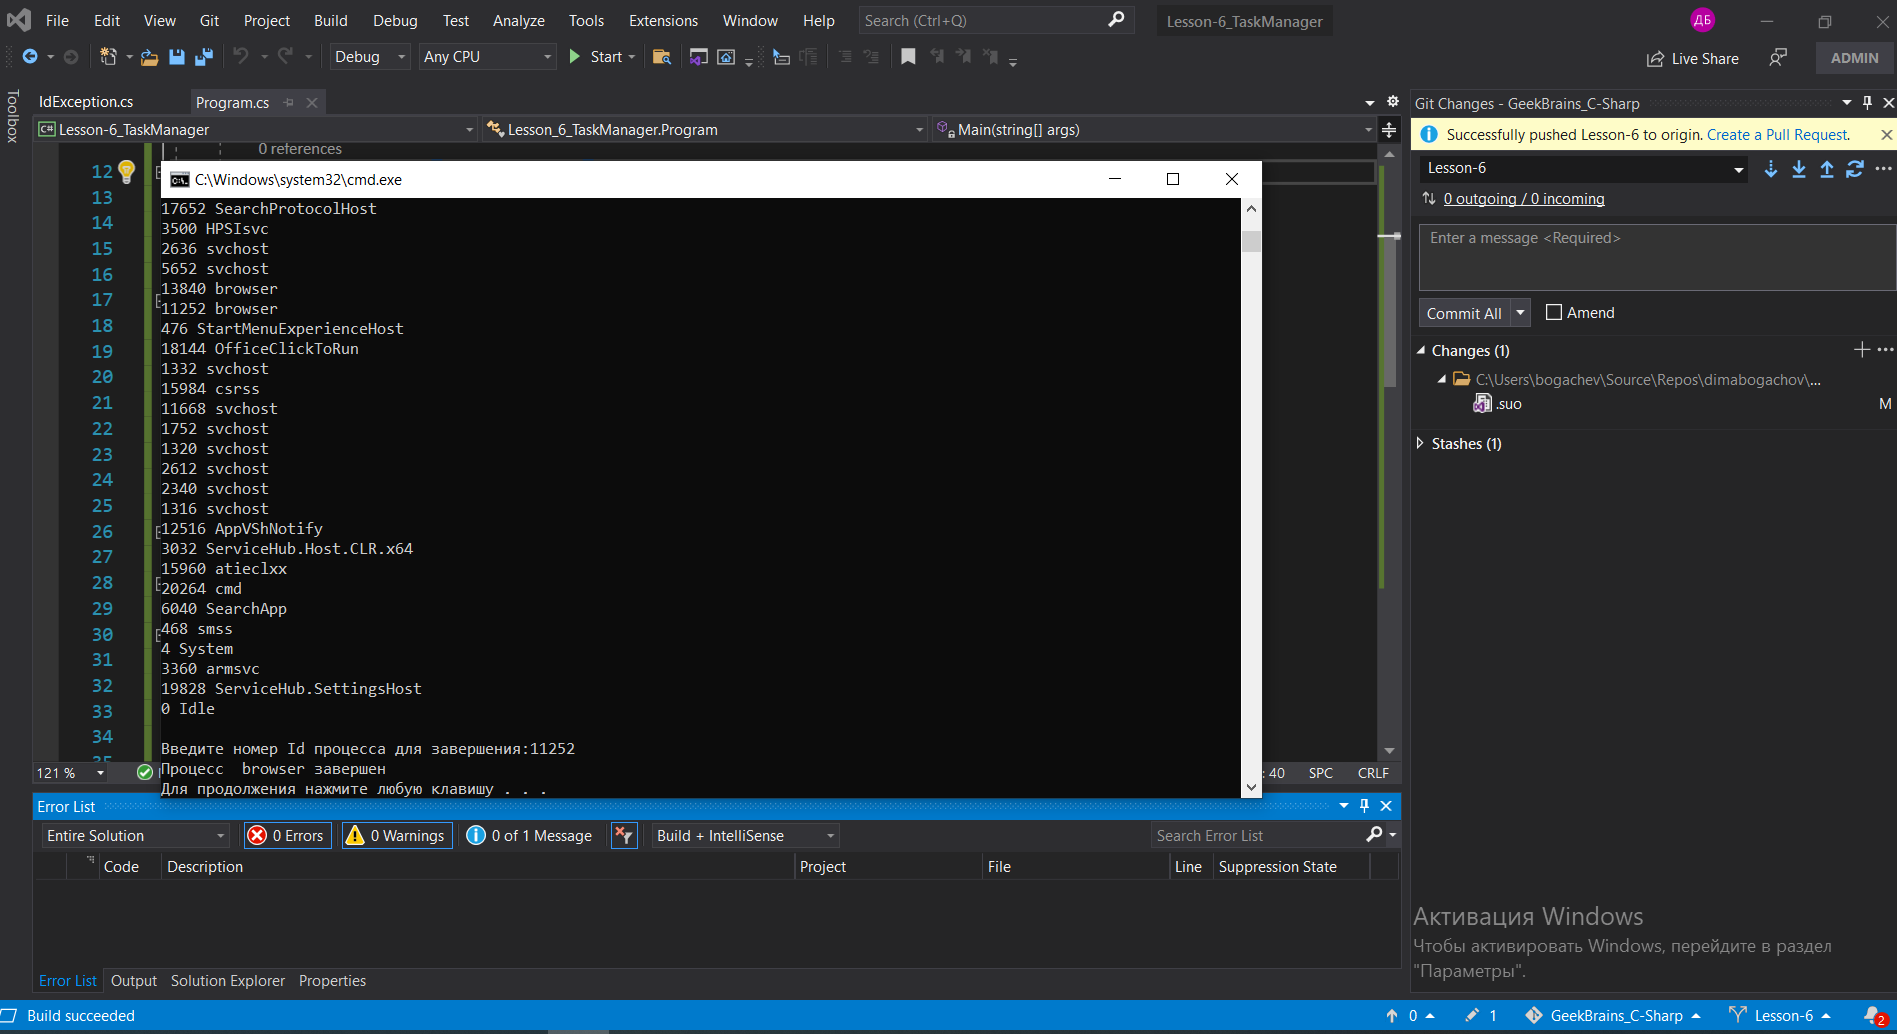 File Edit View Git Project Build Debug Test Analyze Tools Extensions Window Help Search (Ctrl+Q) Lesson-6_TaskManager ДБ
Debug Any CPU Start Live Share ADMIN
Toolbox
IdException.cs Program.cs
Lesson-6_TaskManager Lesson_6_TaskManager.Program Main(string[] args)
0 references
12
13
14
15
16
17
18
19
20
21
22
23
24
25
26
27
28
29
30
31
32
33
34
35
C:\Windows\system32\cmd.exe
17652 SearchProtocolHost
3500 HPSIsvc
2636 svchost
5652 svchost
13840 browser
11252 browser
476 StartMenuExperienceHost
18144 OfficeClickToRun
1332 svchost
15984 csrss
11668 svchost
1752 svchost
1320 svchost
2612 svchost
2340 svchost
1316 svchost
12516 AppVShNotify
3032 ServiceHub.Host.CLR.x64
15960 atieclxx
20264 cmd
6040 SearchApp
468 smss
4 System
3360 armsvc
19828 ServiceHub.SettingsHost
0 Idle
Введите номер Id процесса для завершения:11252
Процесс  browser завершен
Для продолжения нажмите любую клавишу . . .
121 % : 40 SPC CRLF
Error List
Entire Solution 0 Errors 0 Warnings 0 of 1 Message Build + IntelliSense Search Error List
Code Description Project File Line Suppression State
Error List Output Solution Explorer Properties
Git Changes - GeekBrains_C-Sharp
Successfully pushed Lesson-6 to origin. Create a Pull Request.
Lesson-6
0 outgoing / 0 incoming
Enter a message <Required>
Commit All Amend
Changes (1)
C:\Users\bogachev\Source\Repos\dimabogachov\...
.suo M
Stashes (1)
Активация Windows
Чтобы активировать Windows, перейдите в раздел
"Параметры".
Build succeeded 0 1 GeekBrains_C-Sharp Lesson-6 2